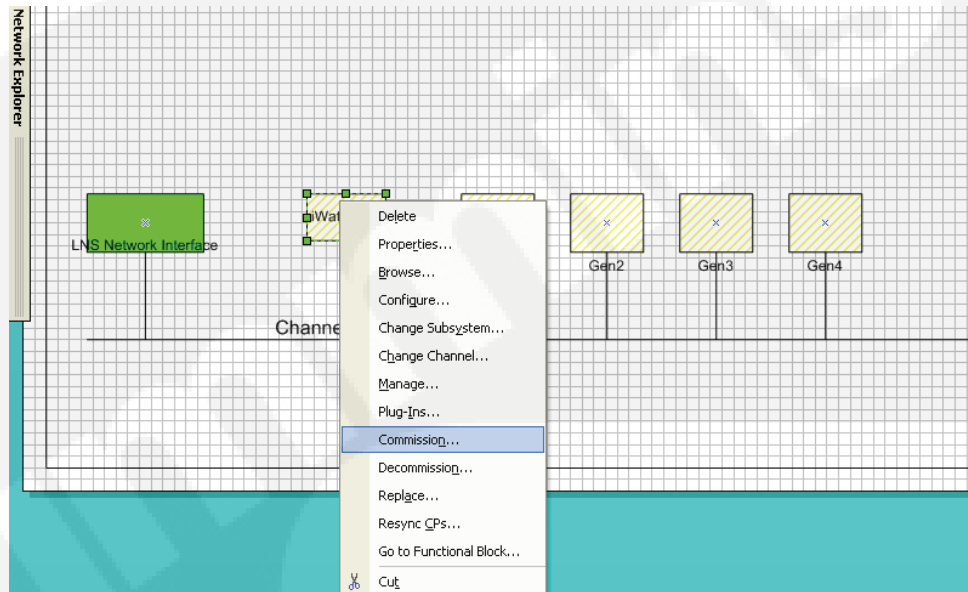 Network Explorer
LNS Network Interface
iWat
Gen2
Gen3
Gen4
Channe
Delete
Properties...
Browse...
Configure...
Change Subsystem...
Change Channel...
Manage...
Plug-Ins...
Commission...
Decommission...
Replace...
Resync CPs...
Go to Functional Block...
Cut